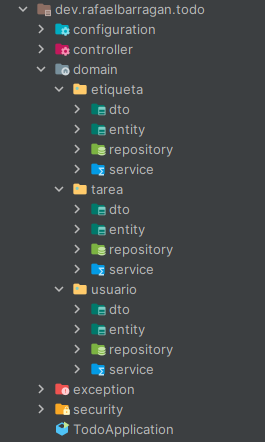 dev.rafaelbarragan.todo
configuration
controller
domain
etiqueta
dto
entity
repository
service
tarea
dto
entity
repository
service
usuario
dto
entity
repository
service
exception
security
TodoApplication